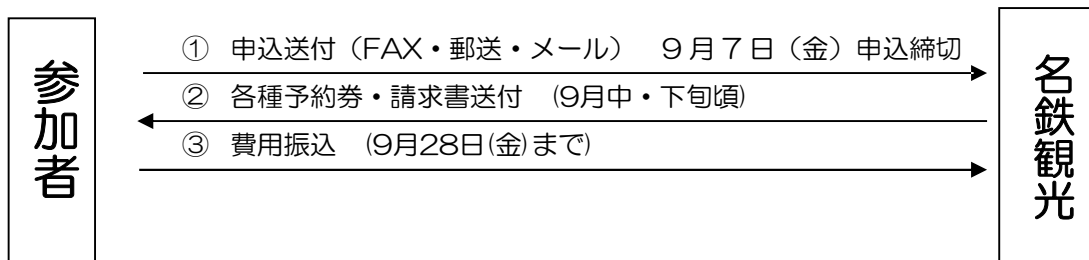 参加者
① 申込送付（FAX・郵送・メール） ９月７日（金）申込締切
② 各種予約券・請求書送付 (9月中・下旬頃)
③ 費用振込 (9月28日(金)まで)
名鉄観光